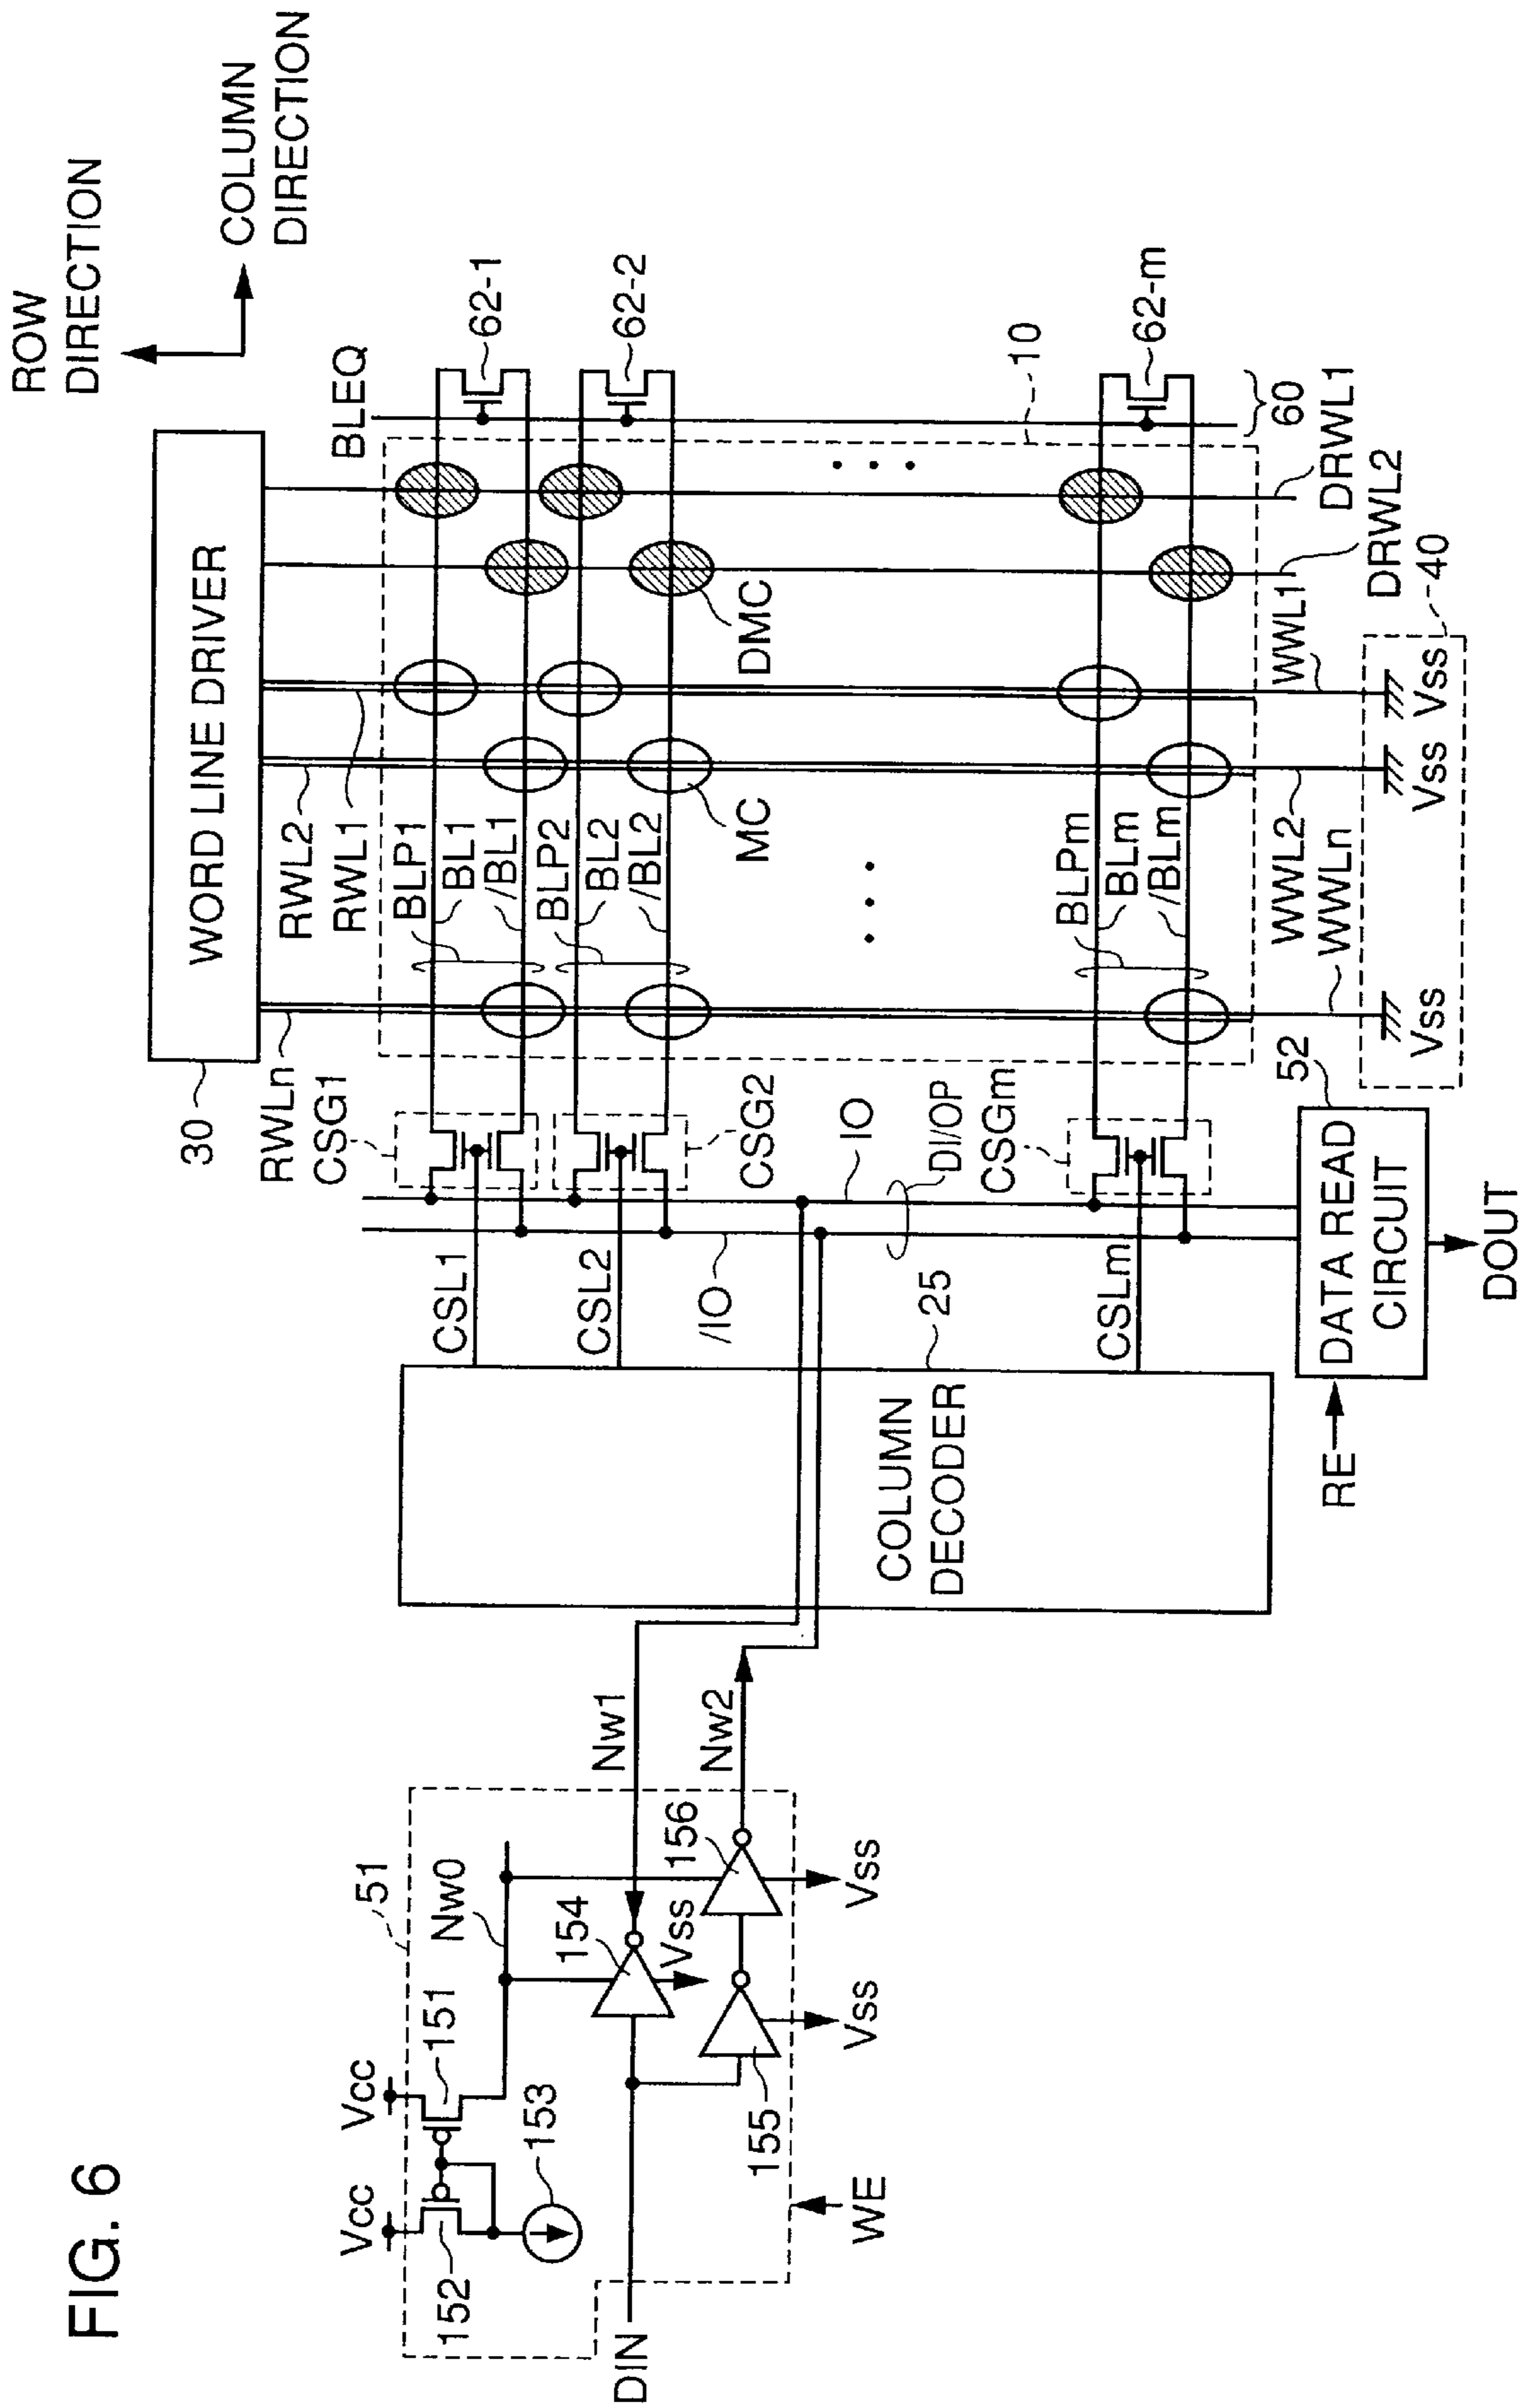 FIG. 6
ROW
DIRECTION
COLUMN
DIRECTION
WORD LINE DRIVER
30
RWLn
RWL2
RWL1
BLEQ
62-1
62-2
62-m
10
60
CSG1
BLP1
BL1
/BL1
BLP2
BL2
/BL2
MC
DMC
CSG2
IO
DI/OP
/IO
CSGm
BLPm
BLm
/BLm
WWL2
WWLn
WWL1
DRWL2
DRWL1
40
Vss
Vss
Vss
CSL1
CSL2
CSLm
25
COLUMN
DECODER
52
DATA READ
CIRCUIT
RE
DOUT
51
Vcc
Vcc
152
151
153
Nw0
154
Vss
Nw1
156
Nw2
Vss
155
Vss
DIN
WE